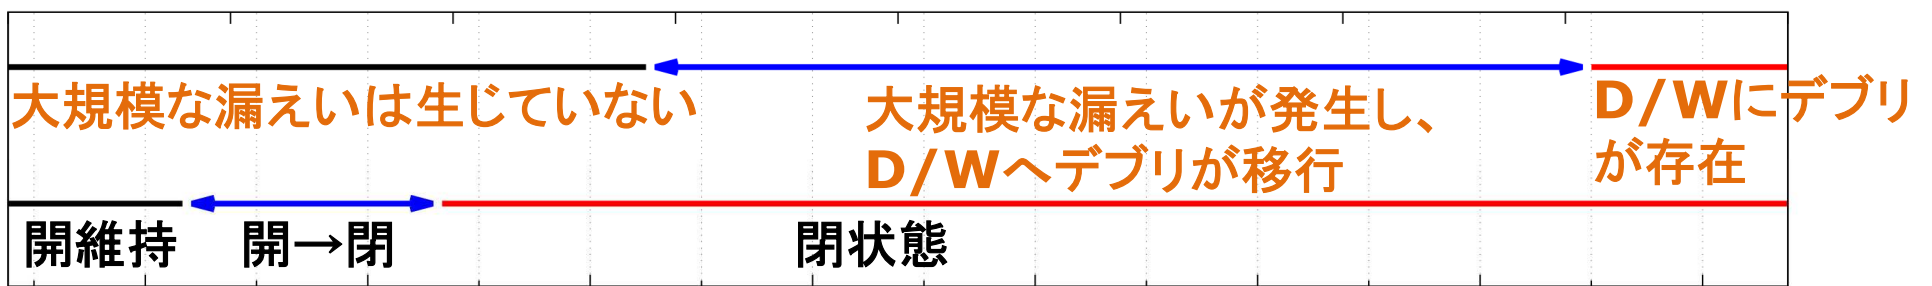 大規模な漏えいは生じていない
大規模な漏えいが発生し、
D/Wへデブリが移行
D/Wにデブリ
が存在
開維持
開→閉
閉状態